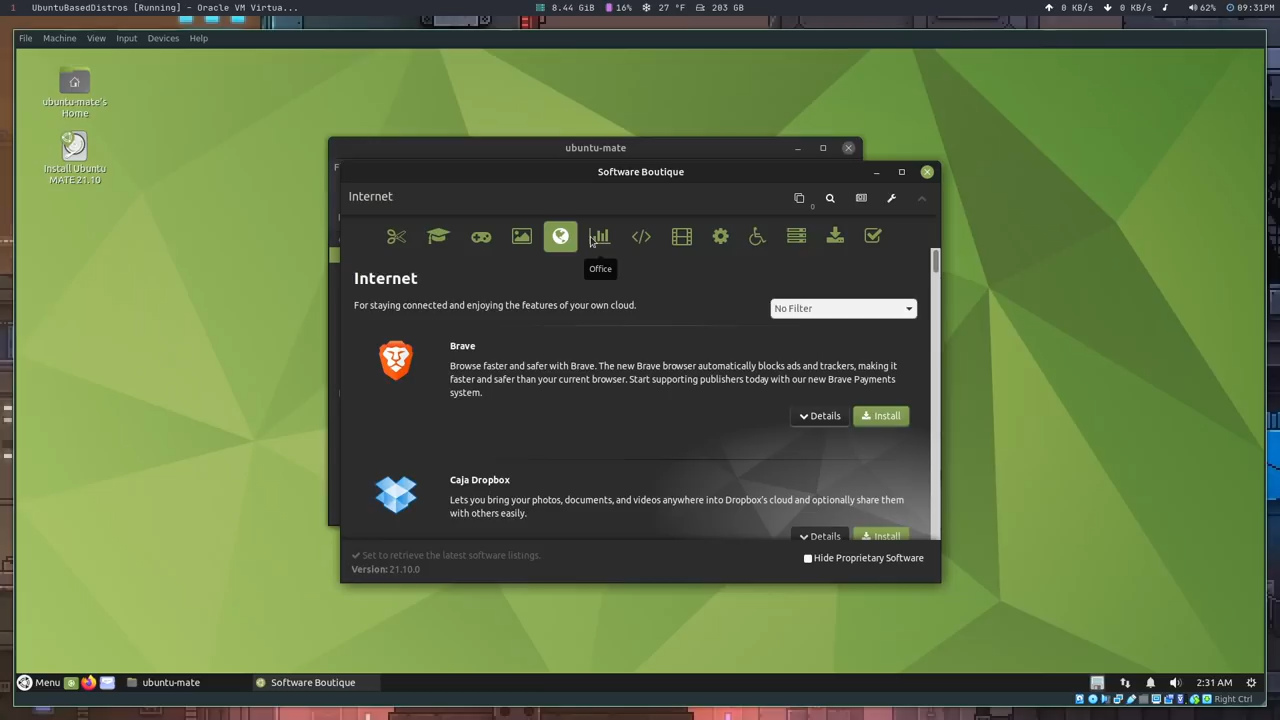 1 UbuntuBasedDistros [Running] - Oracle VM Virtua... 8.44 GiB 16% 27 °F 203 GB 0 KB/s 0 KB/s 62% 09:31PM
File Machine View Input Devices Help
ubuntu-mate's
Home
Install Ubuntu
MATE 21.10
ubuntu-mate
Software Boutique
Internet
0
Office
Internet
For staying connected and enjoying the features of your own cloud.
No Filter
Brave
Browse faster and safer with Brave. The new Brave browser automatically blocks ads and trackers, making it
faster and safer than your current browser. Start supporting publishers today with our new Brave Payments
system.
Details Install
Caja Dropbox
Lets you bring your photos, documents, and videos anywhere into Dropbox's cloud and optionally share them
with others easily.
Details Install
Set to retrieve the latest software listings.
Hide Proprietary Software
Version: 21.10.0
Menu ubuntu-mate Software Boutique 2:31 AM
Right Ctrl